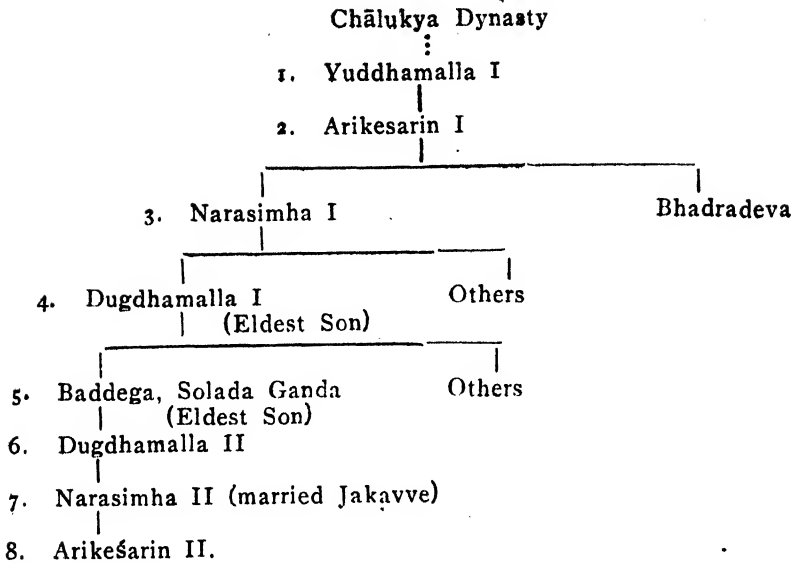 Chālukya Dynasty
1. Yuddhamalla I
2. Arikesarin I
3. Narasimha I Bhadradeva
4. Dugdhamalla I Others
(Eldest Son)
5. Baddega, Solada Ganda Others
(Eldest Son)
6. Dugdhamalla II
7. Narasimha II (married Jakavve)
8. Arikeśarin II.